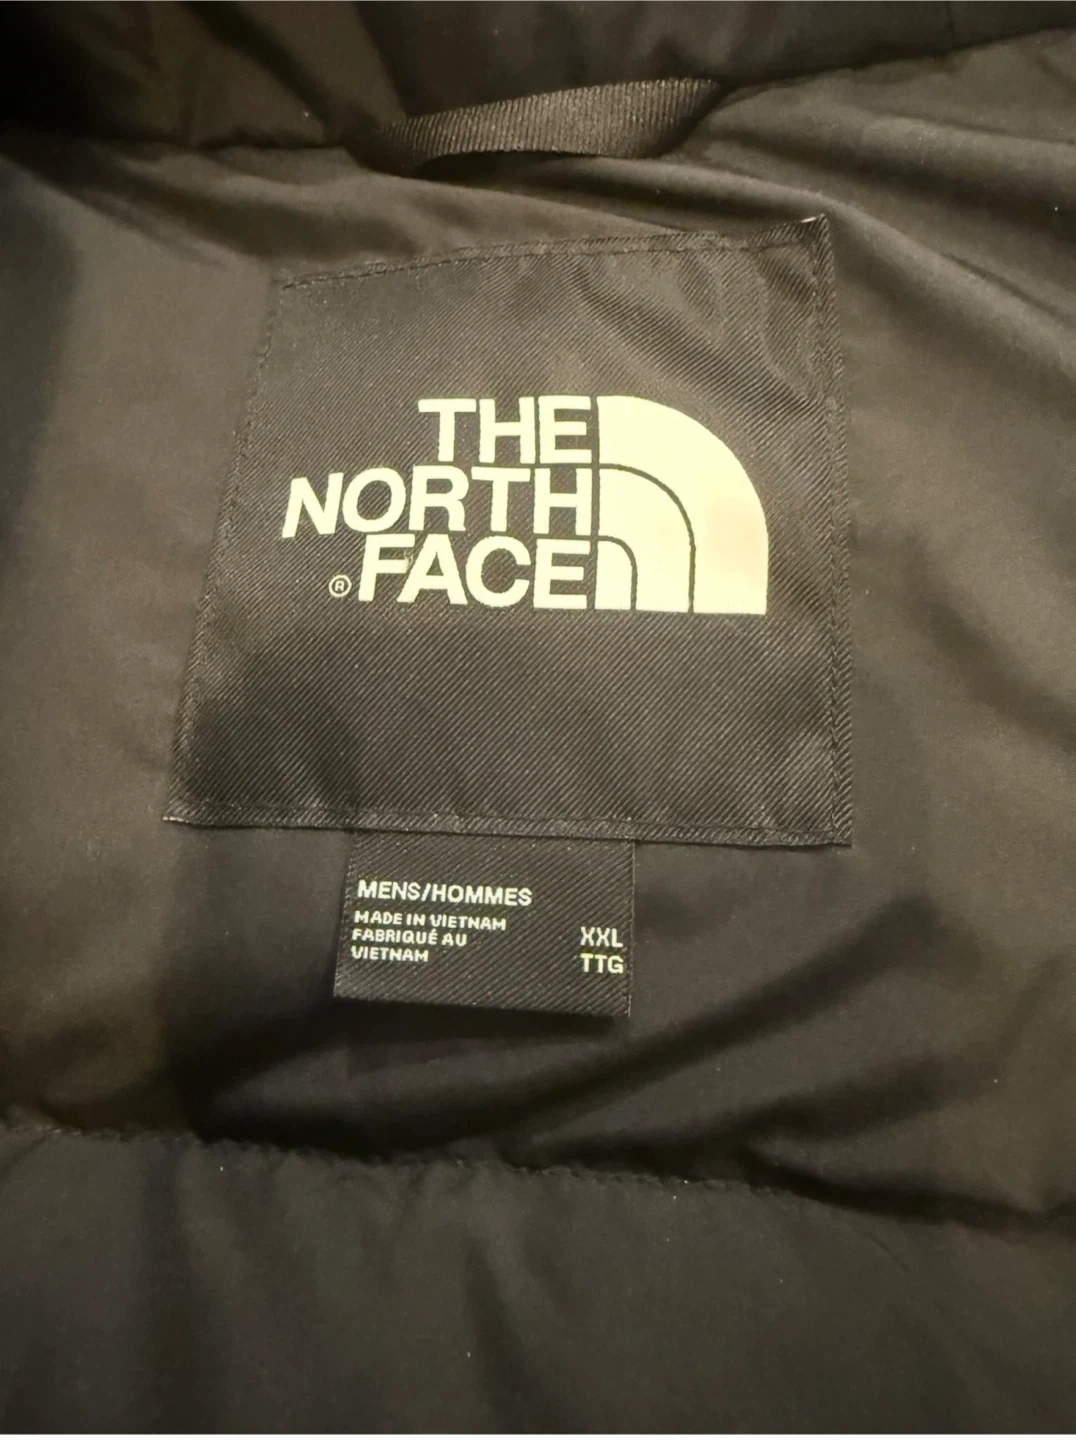 THE
NORTH
®FACE
MENS/HOMMES
MADE IN VIETNAM
FABRIQUÉ AU
VIETNAM
XXL
TTG